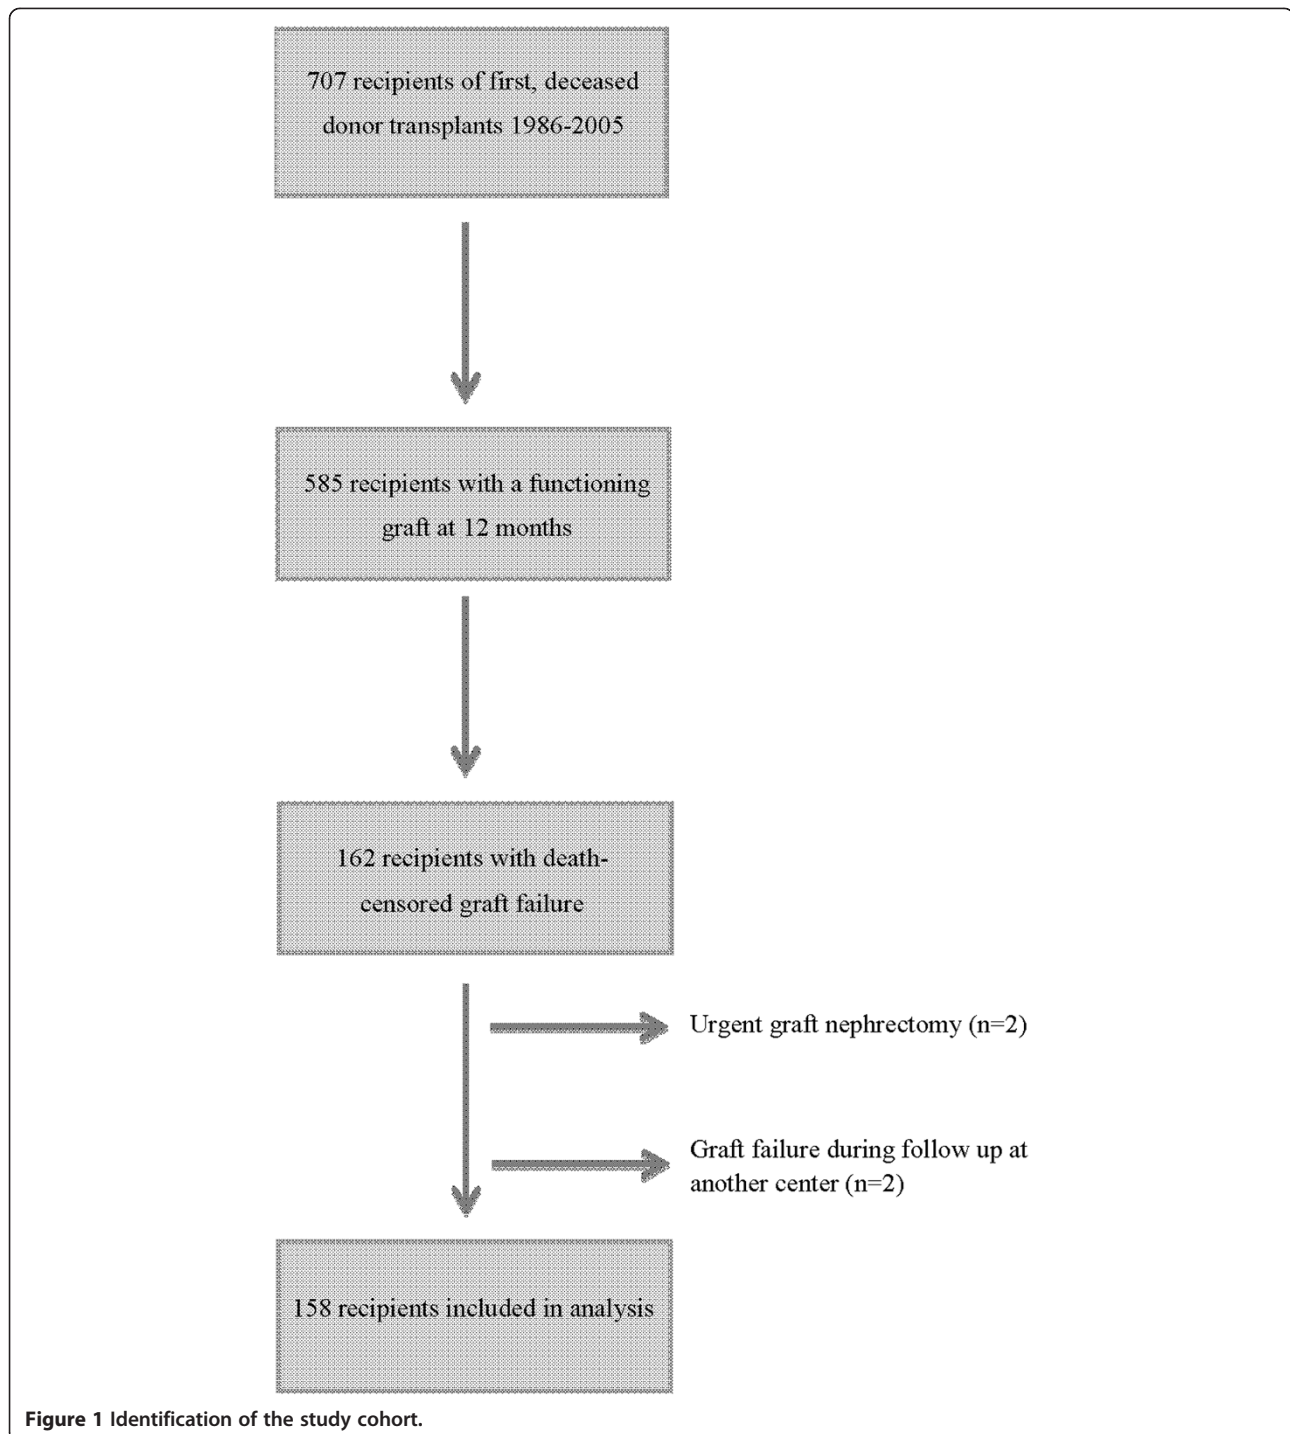 707 recipients of first, deceased
donor transplants 1986-2005
585 recipients with a functioning
graft at 12 months
162 recipients with death-
censored graft failure
Urgent graft nephrectomy (n=2)
Graft failure during follow up at
another center (n=2)
158 recipients included in analysis
Figure 1 Identification of the study cohort.